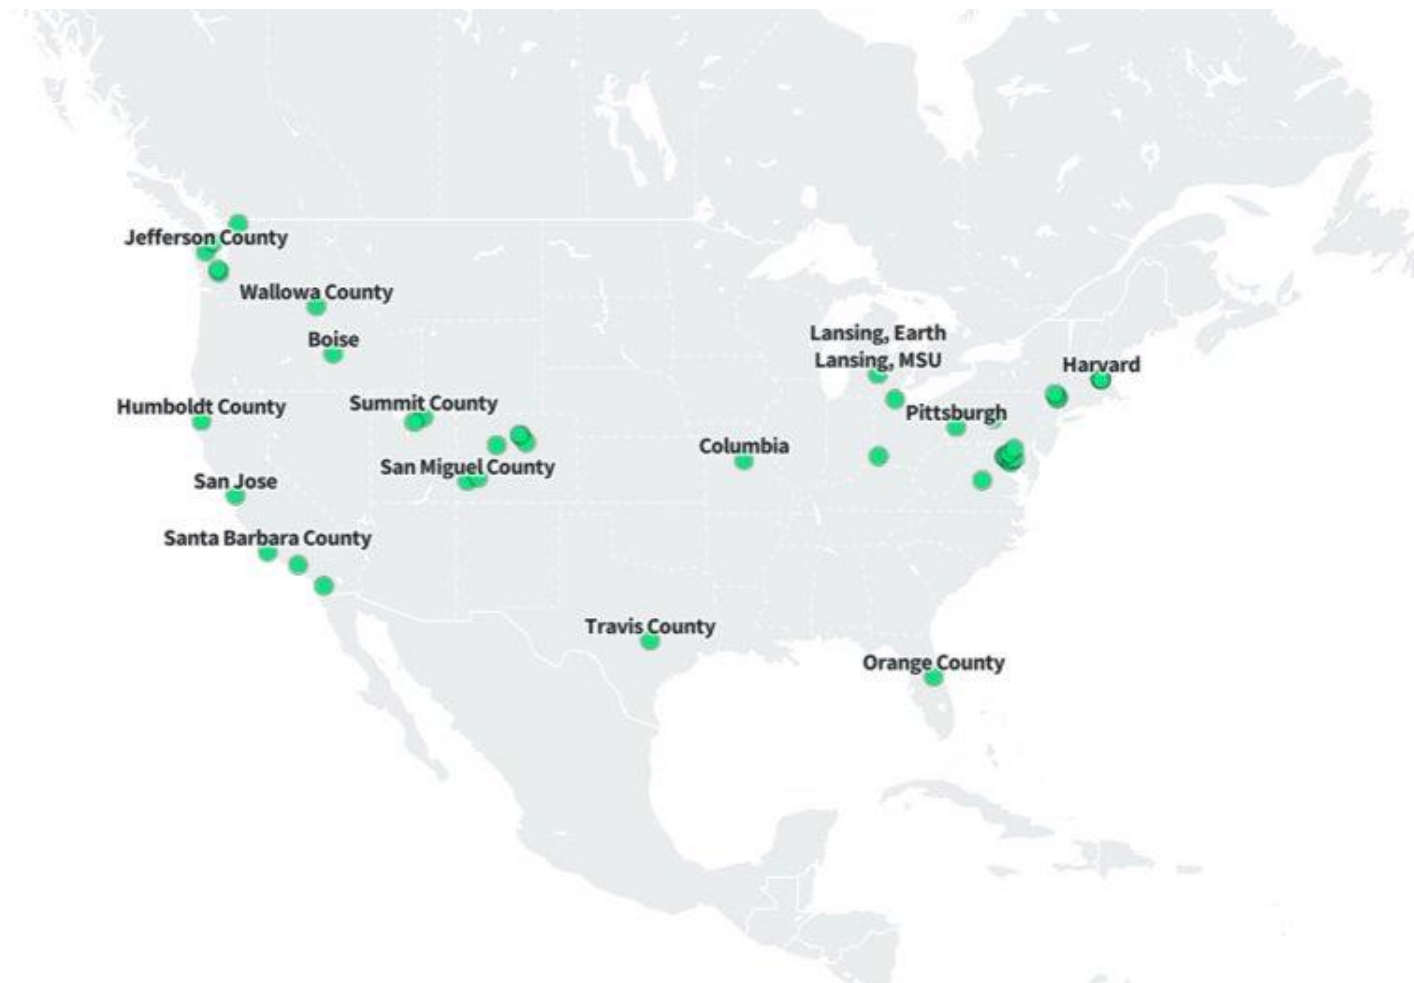 Jefferson County
Wallowa County
Lansing, Earth
Boise
Lansing, MSU
Harvard
Humboldt County
Summit County
Pittsburgh
Columbia
San Miguel County
San Jose
Santa Barbara County
Travis County
Orange County